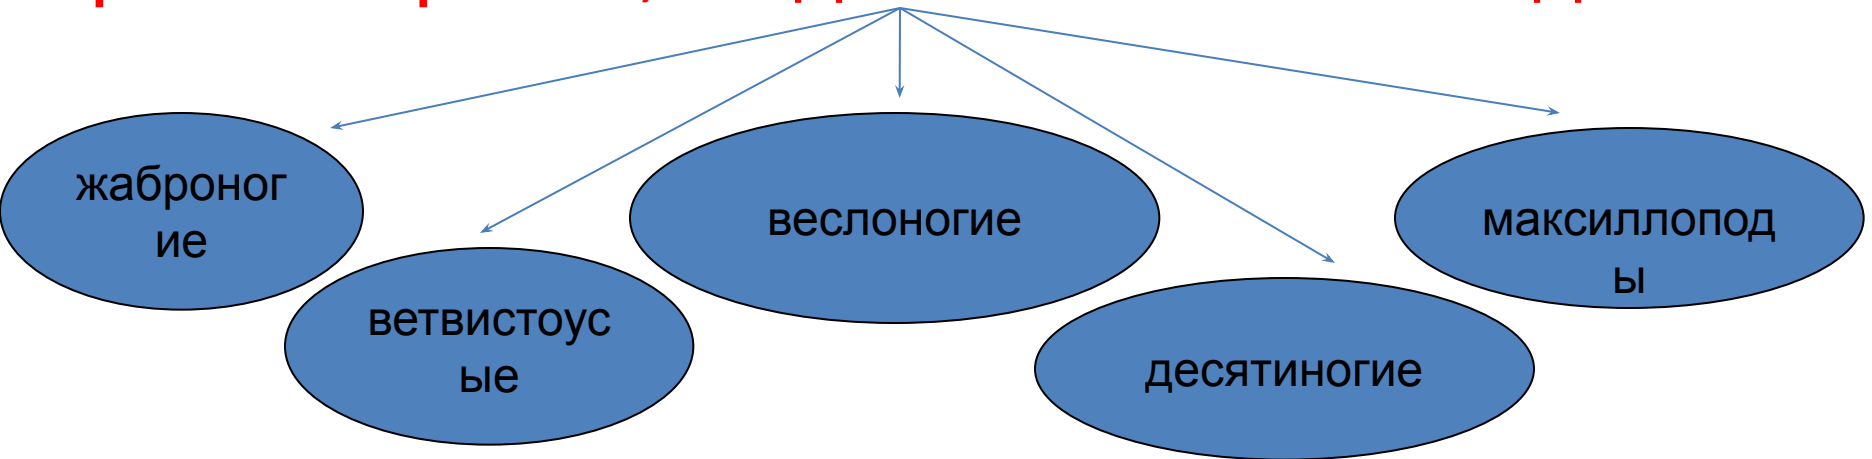 жаброног
ие
ветвистоус
ые
веслоногие
десятиногие
максиллопод
ы